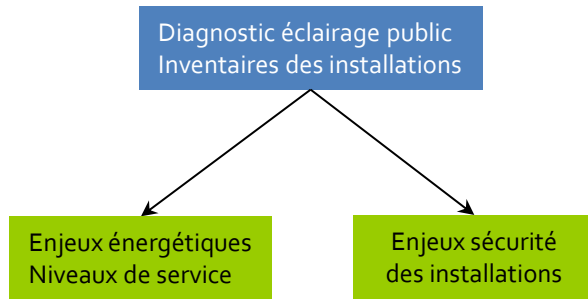 Diagnostic éclairage public
Inventaires des installations
Enjeux énergétiques
Niveaux de service
Enjeux sécurité
des installations